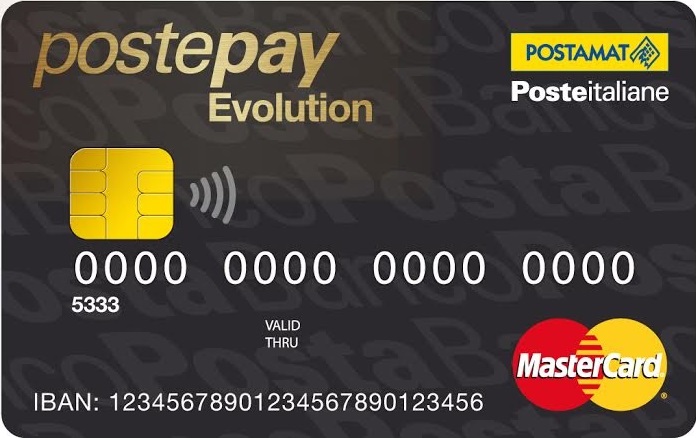 postepay
Evolution
POSTAMAT
Posteitaliane
0000 0000 0000 0000
5333
VALID
THRU
MasterCard
IBAN: 12345678901234567890123456